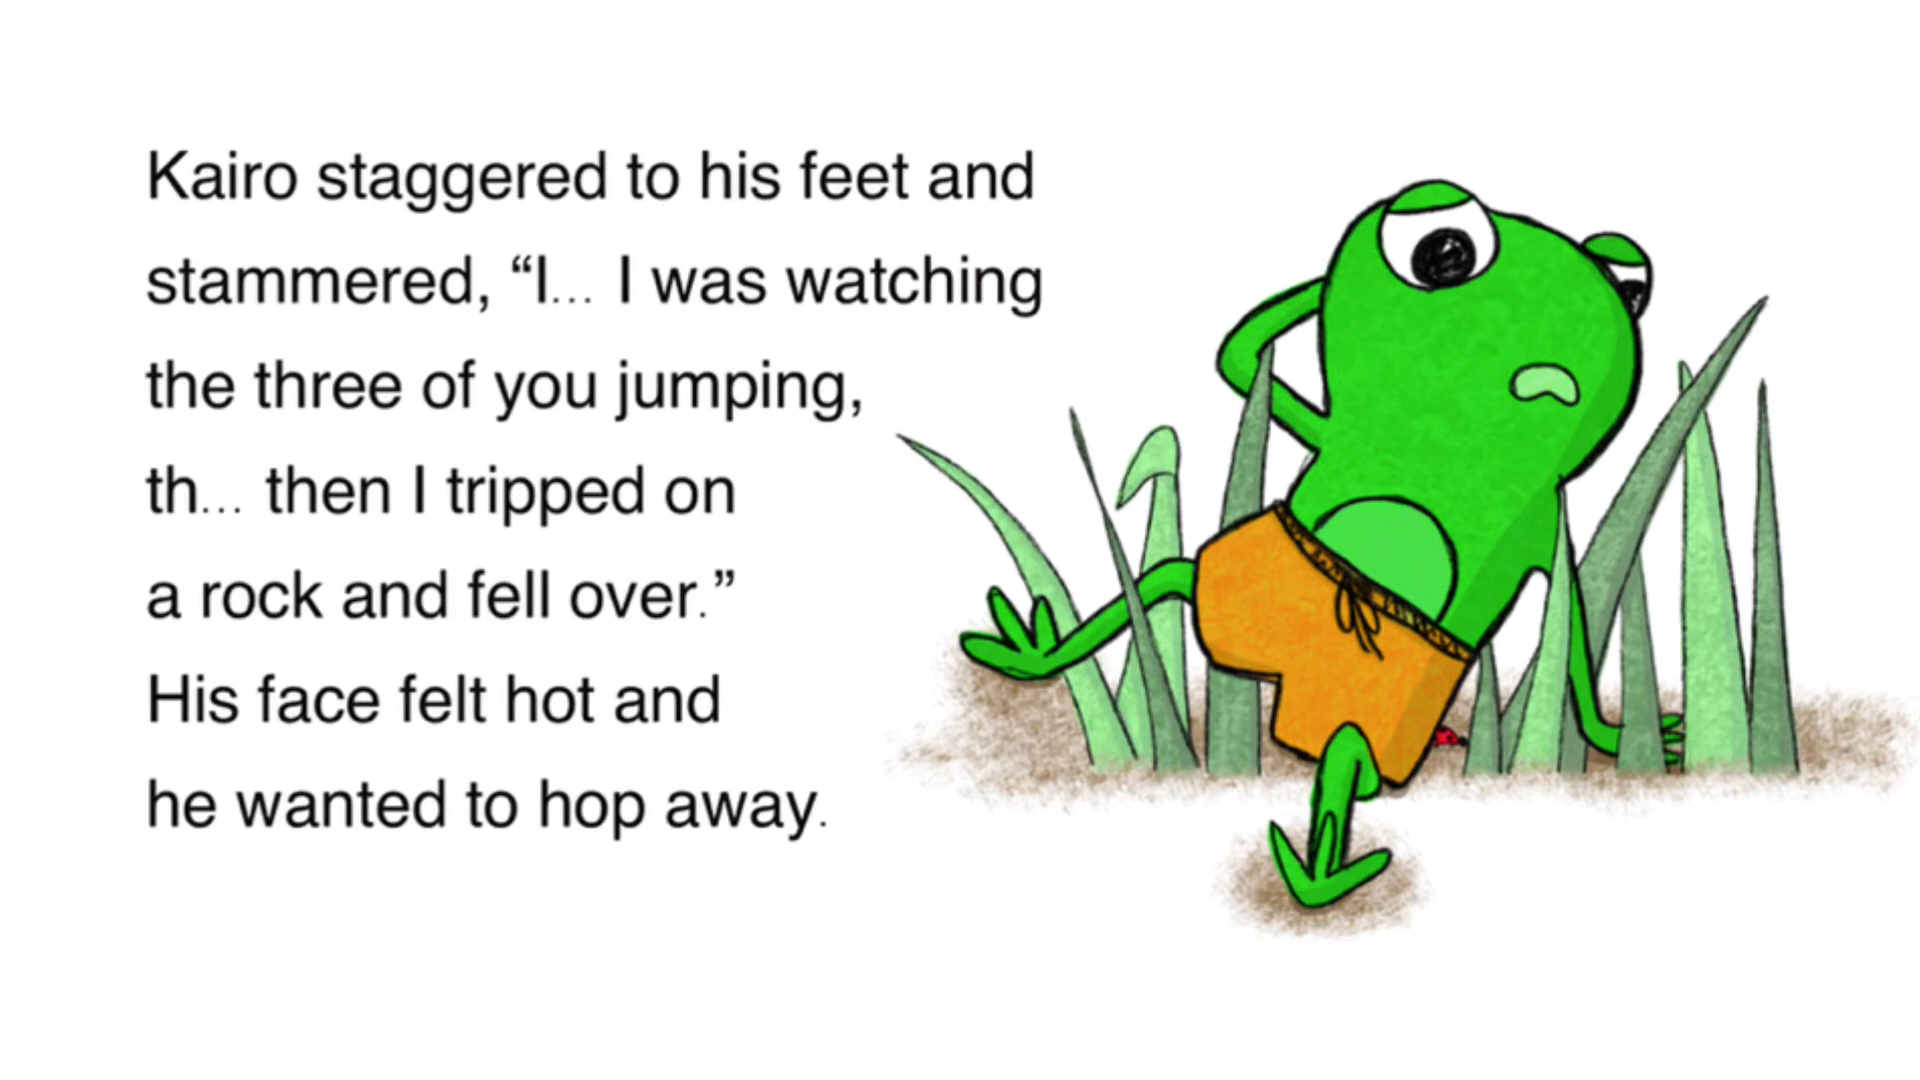 Kairo staggered to his feet and
stammered, “I... I was watching
the three of you jumping,
th... then I tripped on
a rock and fell over.”
His face felt hot and
he wanted to hop away.